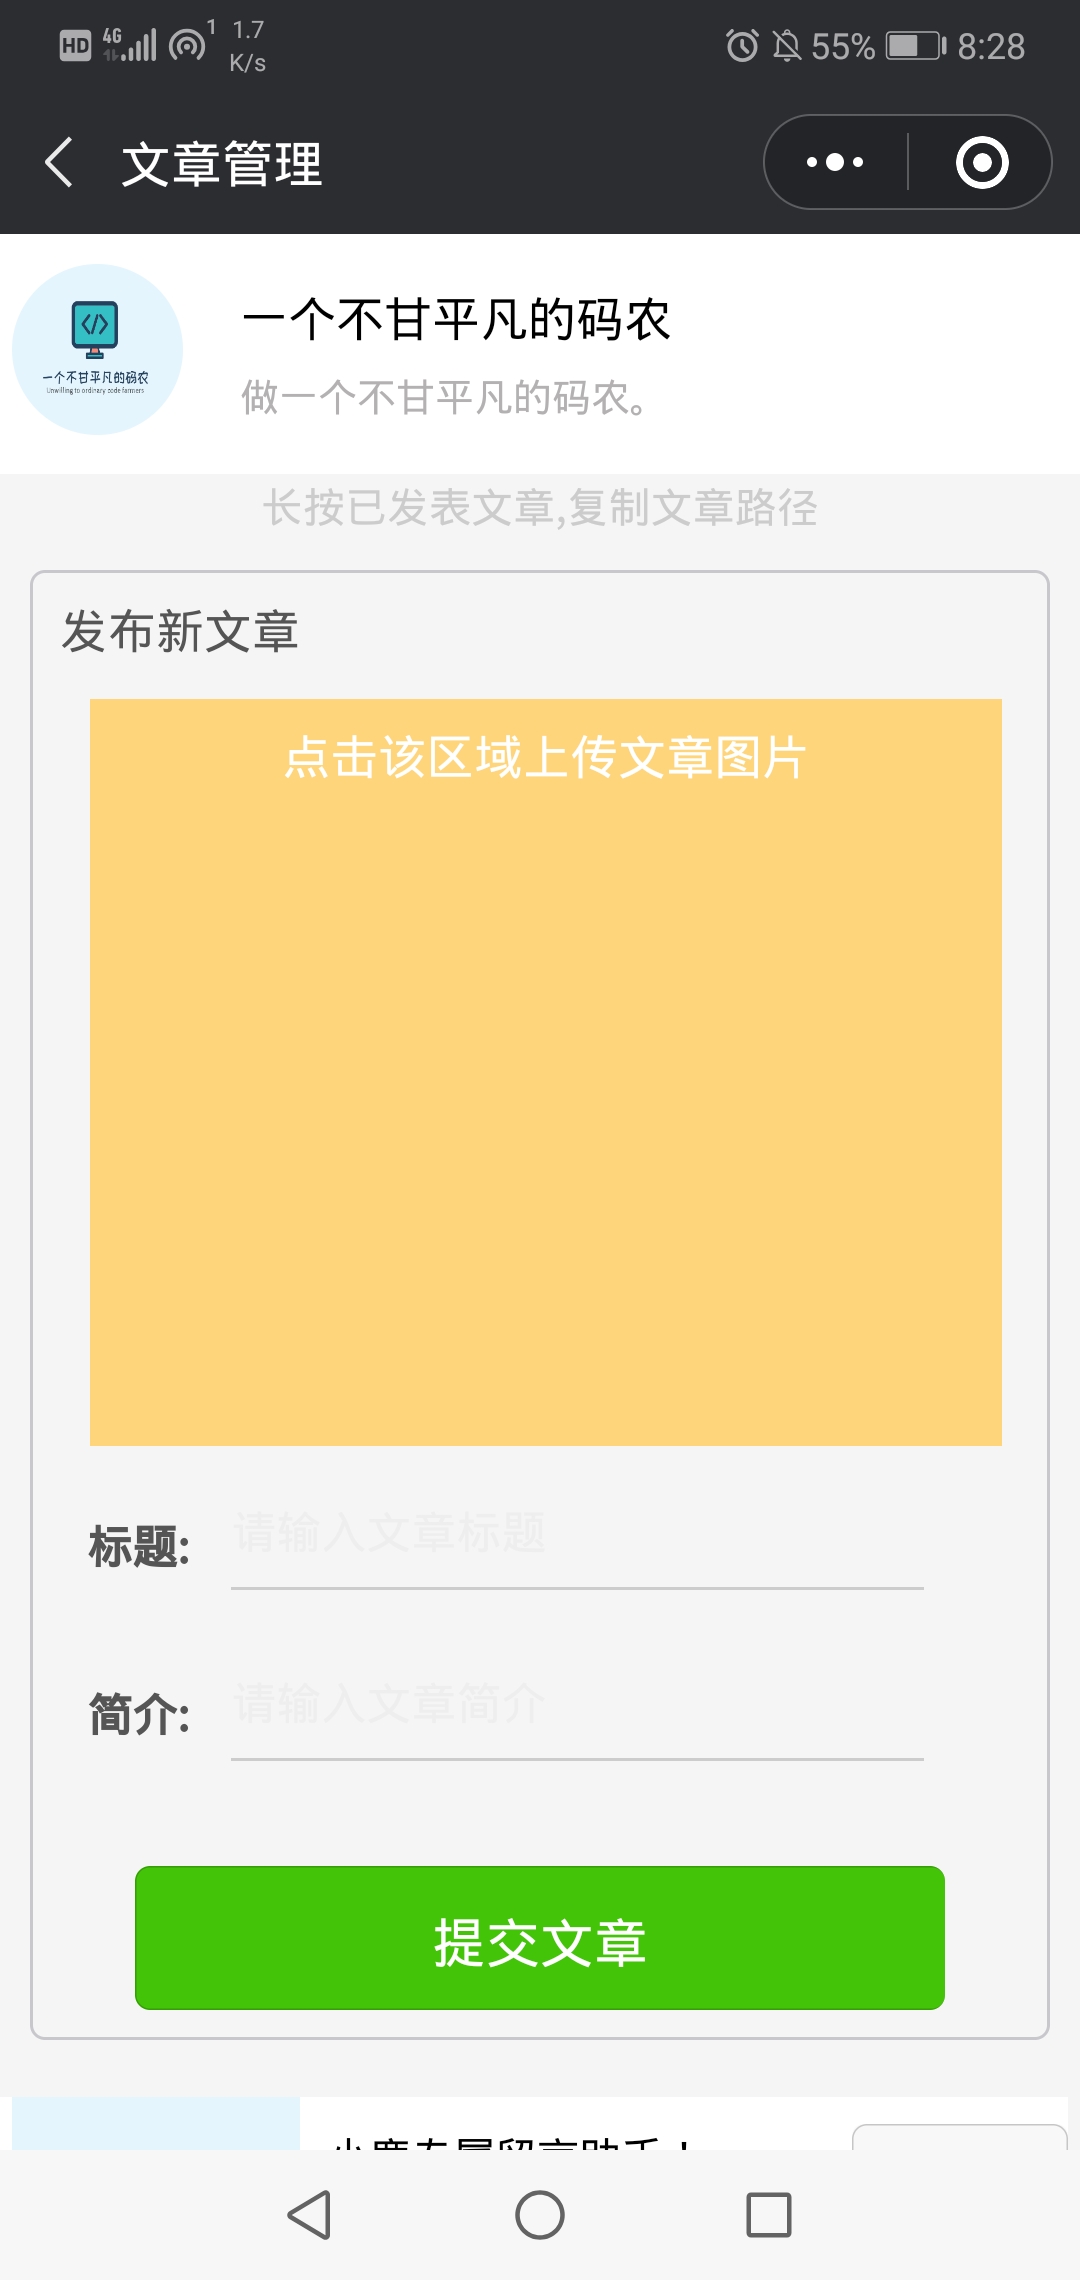 HD 4G 1 1.7 K/s 55% 8:28
文章管理
一个不甘平凡的码农
一个不甘平凡的码农
Unwilling to ordinary code farmers
做一个不甘平凡的码农。
长按已发表文章,复制文章路径
发布新文章
点击该区域上传文章图片
标题: 请输入文章标题
简介: 请输入文章简介
提交文章